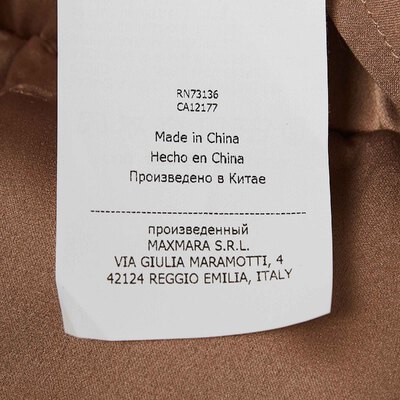 RN73136
CA12177
Made in China
Hecho en China
Произведено в Китае
произведенный
MAXMARA S.R.L.
VIA GIULIA MARAMOTTI, 4
42124 REGGIO EMILIA, ITALY